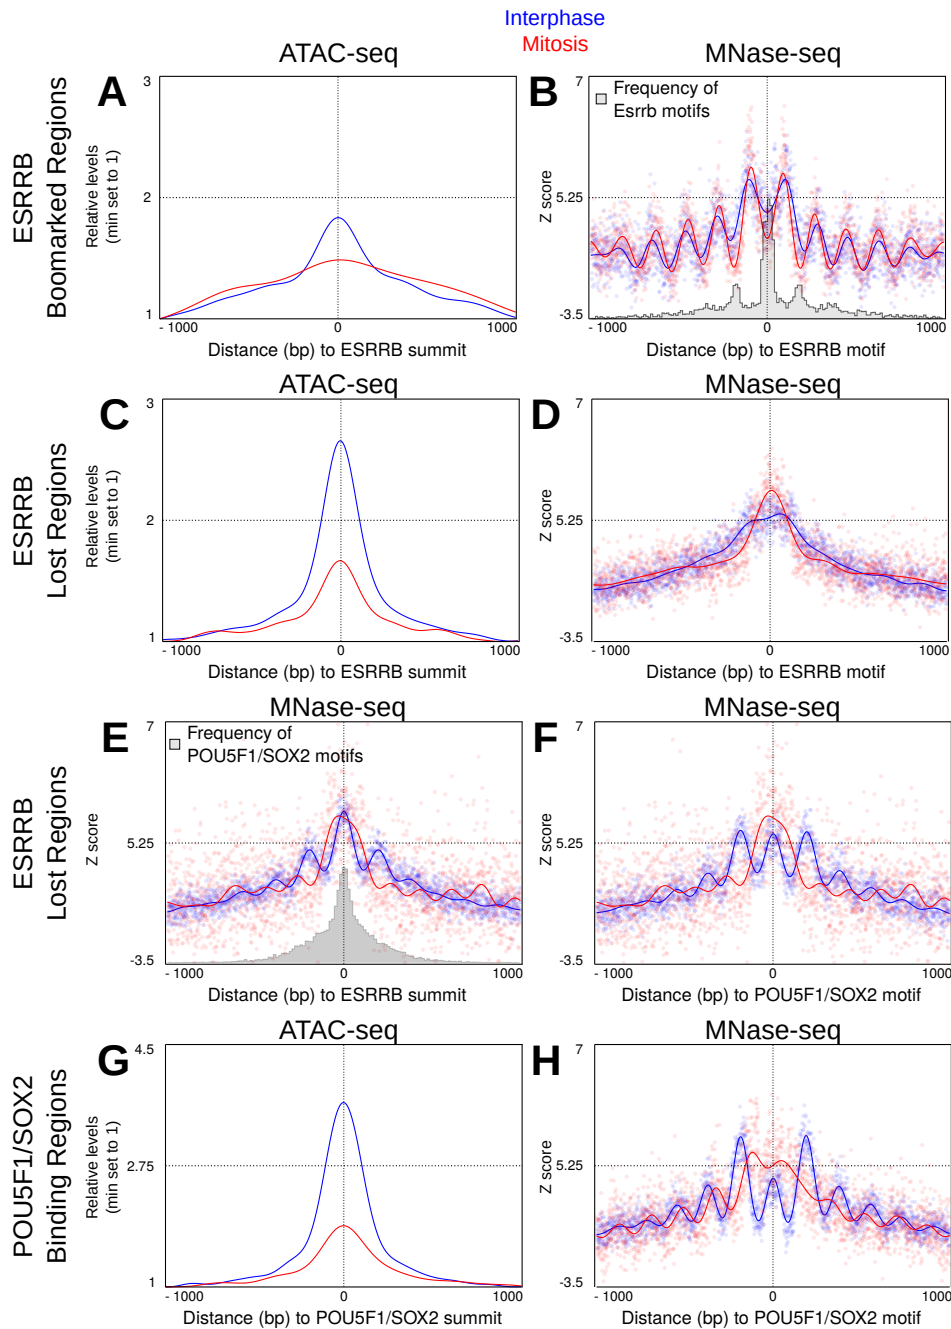 Interphase
Mitosis
ATAC-seq
MNase-seq
ESRRB
Boomarked Regions
A
Relative levels
(min set to 1)
3
2
1
- 1000
0
1000
Distance (bp) to ESRRB summit
B
Frequency of
Esrrb motifs
Z score
7
5.25
-3.5
- 1000
0
1000
Distance (bp) to ESRRB motif
ESRRB
Lost Regions
ATAC-seq
C
Relative levels
(min set to 1)
3
2
1
- 1000
0
1000
Distance (bp) to ESRRB summit
MNase-seq
D
Z score
7
5.25
-3.5
- 1000
0
1000
Distance (bp) to ESRRB motif
ESRRB
Lost Regions
MNase-seq
E
Frequency of
POU5F1/SOX2 motifs
Z score
7
5.25
-3.5
- 1000
0
1000
Distance (bp) to ESRRB summit
MNase-seq
F
Z score
7
5.25
-3.5
- 1000
0
1000
Distance (bp) to POU5F1/SOX2 motif
POU5F1/SOX2
Binding Regions
ATAC-seq
G
Relative levels
(min set to 1)
4.5
2.75
1
- 1000
0
1000
Distance (bp) to POU5F1/SOX2 summit
MNase-seq
H
Z score
7
5.25
-3.5
- 1000
0
1000
Distance (bp) to POU5F1/SOX2 motif